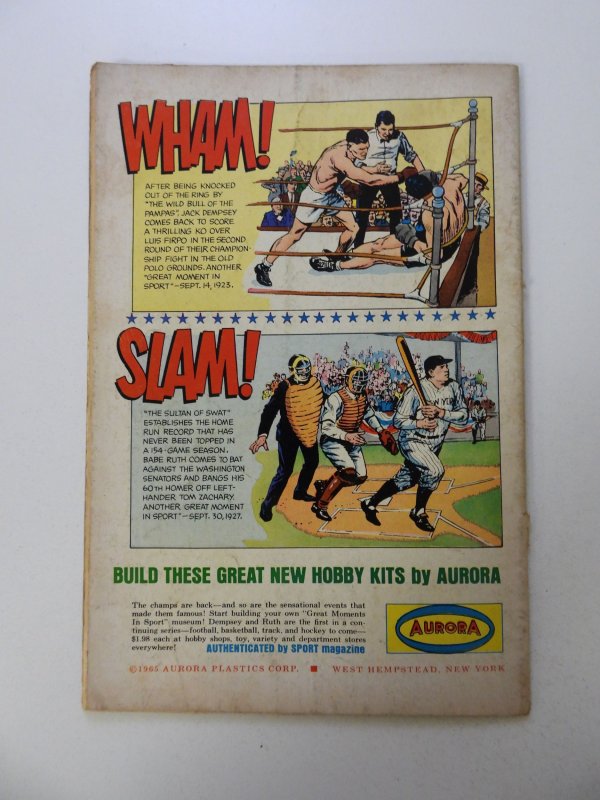 WHAM!
AFTER BEING KNOCKED
OUT OF THE RING BY
"THE WILD BULL OF THE
PAMPAS", JACK DEMPSEY
COMES BACK TO SCORE
A THRILLING KO OVER
LUIS FIRPO IN THE SECOND
ROUND OF THEIR CHAMPION-
SHIP FIGHT IN THE OLD
POLO GROUNDS. ANOTHER
"GREAT MOMENT IN
SPORT"—SEPT. 14, 1923.
SLAM!
"THE SULTAN OF SWAT"
ESTABLISHES THE HOME
RUN RECORD THAT HAS
NEVER BEEN TOPPED IN
A 154-GAME SEASON.
BABE RUTH COMES TO BAT
AGAINST THE WASHINGTON
SENATORS AND BANGS HIS
60TH HOMER OFF LEFT-
HANDER TOM ZACHARY.
ANOTHER GREAT MOMENT
IN SPORT"—SEPT. 30, 1927.
NEW YORK
BUILD THESE GREAT NEW HOBBY KITS by AURORA
The champs are back—and so are the sensational events that
made them famous! Start building your own "Great Moments
In Sport" museum! Dempsey and Ruth are the first in a con-
tinuing series—football, basketball, track, and hockey to come—
$1.98 each at hobby shops, toy, variety and department stores
everywhere! AUTHENTICATED by SPORT magazine
AURORA
©1965 AURORA PLASTICS CORP. ■ WEST HEMPSTEAD, NEW YORK